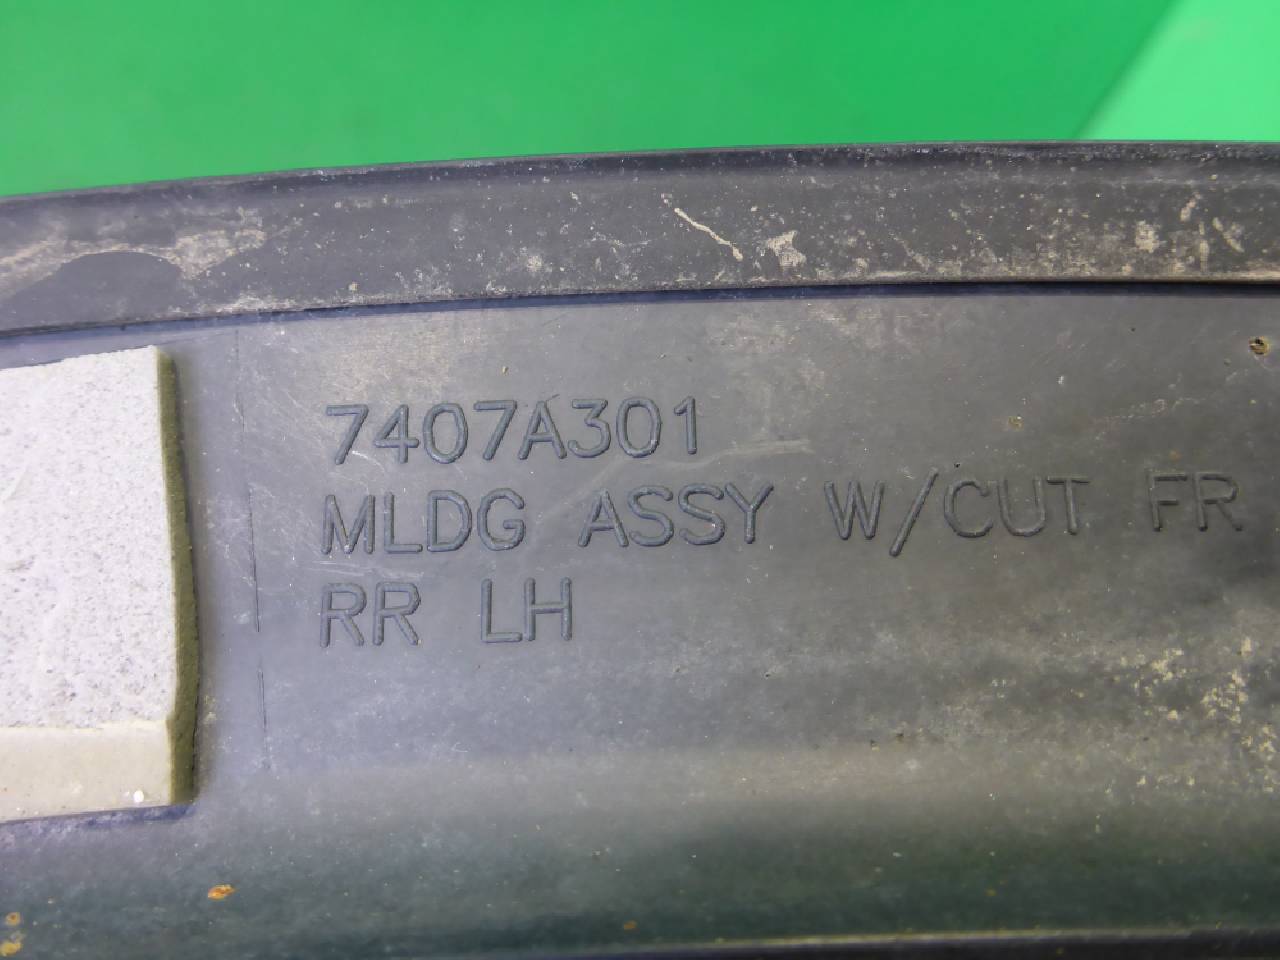 7407A301
MLDG ASSY W/CUT FR
RR LH